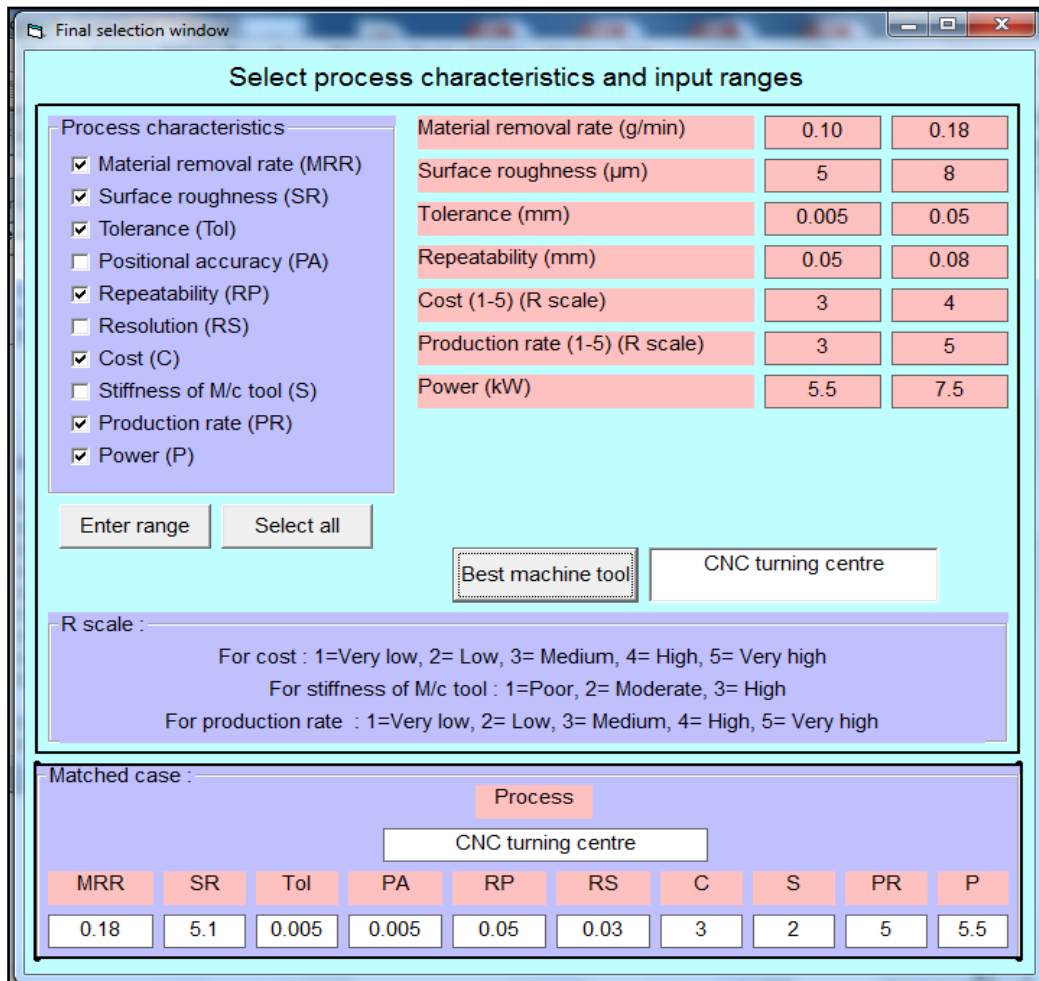 Final selection window
Select process characteristics and input ranges
Process characteristics
Material removal rate (MRR)
Surface roughness (SR)
Tolerance (Tol)
Positional accuracy (PA)
Repeatability (RP)
Resolution (RS)
Cost (C)
Stiffness of M/c tool (S)
Production rate (PR)
Power (P)
Enter range Select all
Material removal rate (g/min) 0.10 0.18
Surface roughness (µm) 5 8
Tolerance (mm) 0.005 0.05
Repeatability (mm) 0.05 0.08
Cost (1-5) (R scale) 3 4
Production rate (1-5) (R scale) 3 5
Power (kW) 5.5 7.5
Best machine tool CNC turning centre
R scale :
For cost : 1=Very low, 2= Low, 3= Medium, 4= High, 5= Very high
For stiffness of M/c tool : 1=Poor, 2= Moderate, 3= High
For production rate : 1=Very low, 2= Low, 3= Medium, 4= High, 5= Very high
Matched case :
Process
CNC turning centre
MRR SR Tol PA RP RS C S PR P
0.18 5.1 0.005 0.005 0.05 0.03 3 2 5 5.5